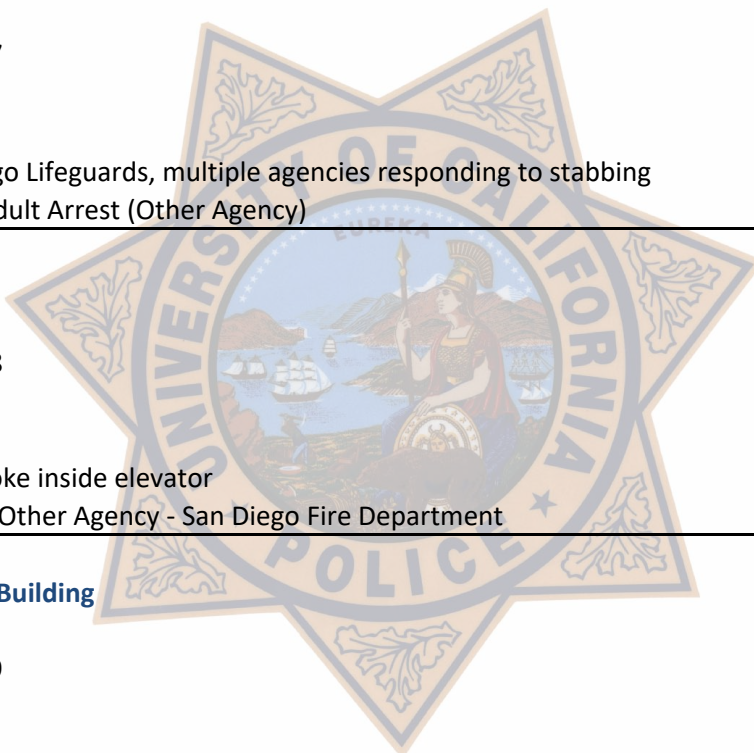 go Lifeguards, multiple agencies responding to stabbing
dult Arrest (Other Agency)
UNIVERSITY OF CALIFORNIA
EUREKA
oke inside elevator
Other Agency - San Diego Fire Department
POLICE
Building